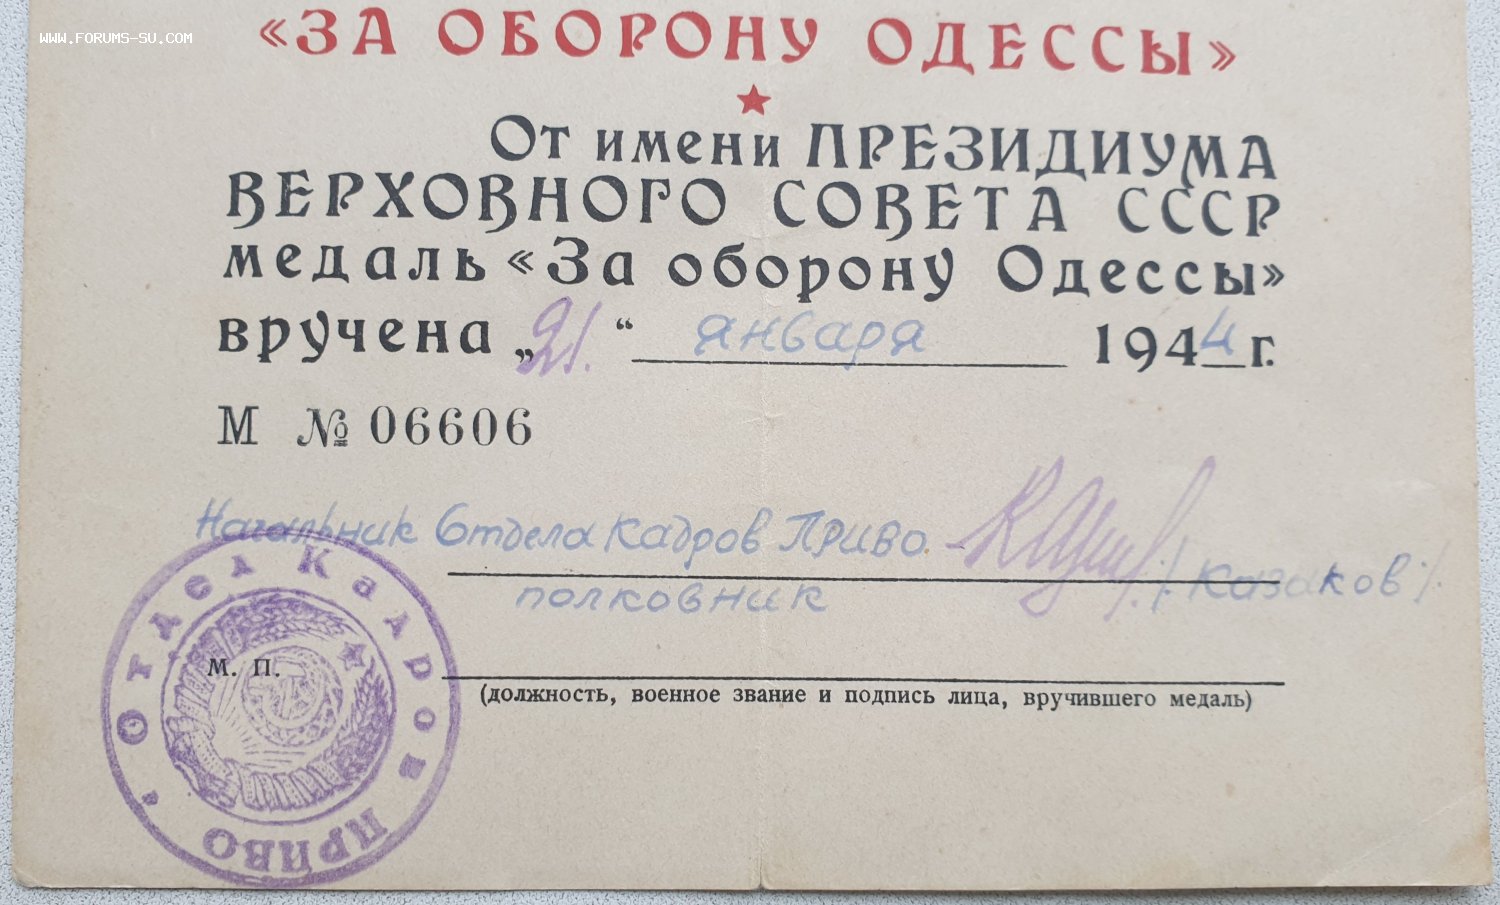 www.forums-su.com
«ЗА ОБОРОНУ ОДЕССЫ»
От имени ПРЕЗИДИУМА
ВЕРХОВНОГО СОВЕТА СССР
медаль «За оборону Одессы»
вручена „21.“ января 1944 г.
М № 06606
Начальник Отдела Кадров Приво - /Казаков/.
полковник
М. П.
(должность, военное звание и подпись лица, вручившего медаль)
Отдел Кадров ПРИВО